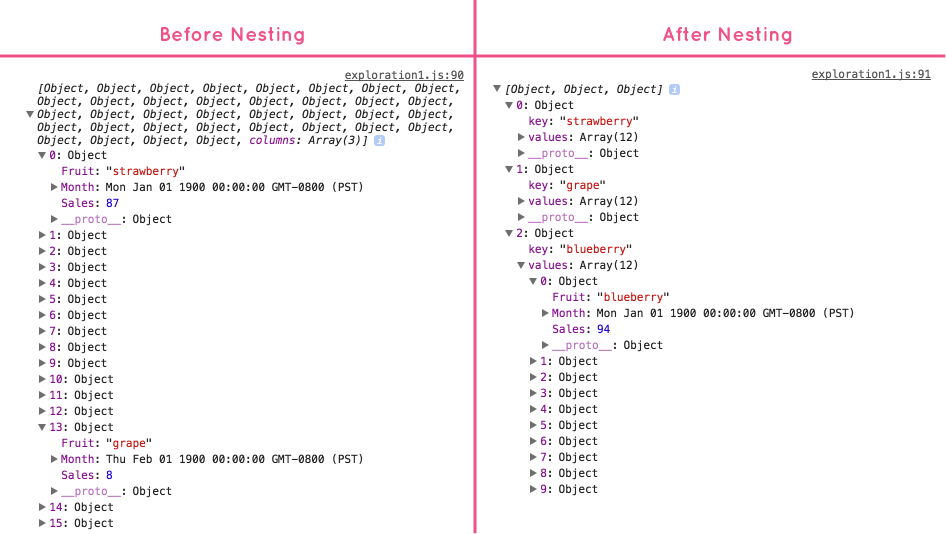 Before Nesting
exploration1.js:90
[Object, Object, Object, Object, Object, Object, Object, Object,
Object, Object, Object, Object, Object, Object, Object, Object,
Object, Object, Object, Object, Object, Object, Object, Object,
Object, Object, Object, Object, Object, Object, Object, Object,
Object, Object, Object, Object, columns: Array(3)] i
0: Object
Fruit: "strawberry"
Month: Mon Jan 01 1900 00:00:00 GMT-0800 (PST)
Sales: 87
__proto__: Object
1: Object
2: Object
3: Object
4: Object
5: Object
6: Object
7: Object
8: Object
9: Object
10: Object
11: Object
12: Object
13: Object
Fruit: "grape"
Month: Thu Feb 01 1900 00:00:00 GMT-0800 (PST)
Sales: 8
__proto__: Object
14: Object
15: Object
After Nesting
exploration1.js:91
[Object, Object, Object] i
0: Object
key: "strawberry"
values: Array(12)
__proto__: Object
1: Object
key: "grape"
values: Array(12)
__proto__: Object
2: Object
key: "blueberry"
values: Array(12)
0: Object
Fruit: "blueberry"
Month: Mon Jan 01 1900 00:00:00 GMT-0800 (PST)
Sales: 94
__proto__: Object
1: Object
2: Object
3: Object
4: Object
5: Object
6: Object
7: Object
8: Object
9: Object